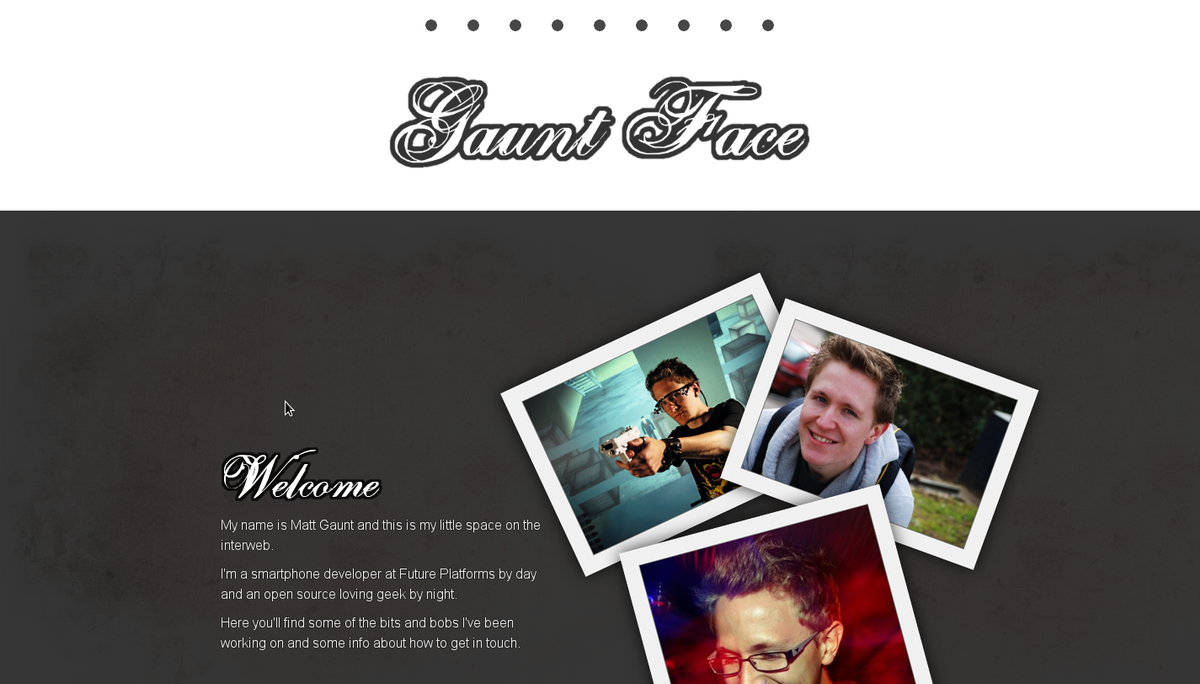 Gaunt Face
Welcome
My name is Matt Gaunt and this is my little space on the
interweb.
I'm a smartphone developer at Future Platforms by day
and an open source loving geek by night.
Here you'll find some of the bits and bobs I've been
working on and some info about how to get in touch.